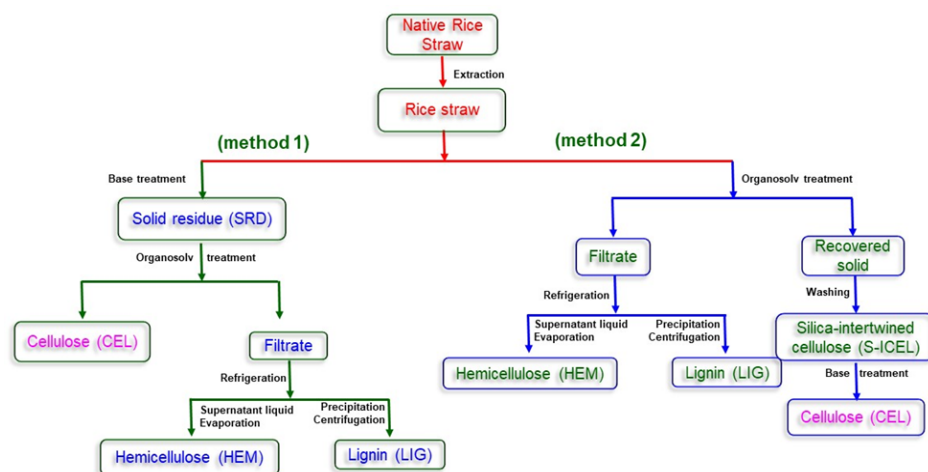 Native Rice
Straw
Extraction
Rice straw
(method 1)
(method 2)
Base treatment
Solid residue (SRD)
Organosolv treatment
Cellulose (CEL)
Filtrate
Refrigeration
Supernatant liquid
Evaporation
Precipitation
Centrifugation
Hemicellulose (HEM)
Lignin (LIG)
Organosolv treatment
Filtrate
Refrigeration
Supernatant liquid
Evaporation
Precipitation
Centrifugation
Hemicellulose (HEM)
Lignin (LIG)
Recovered
solid
Washing
Silica-intertwined
cellulose (S-ICEL)
Base treatment
Cellulose (CEL)